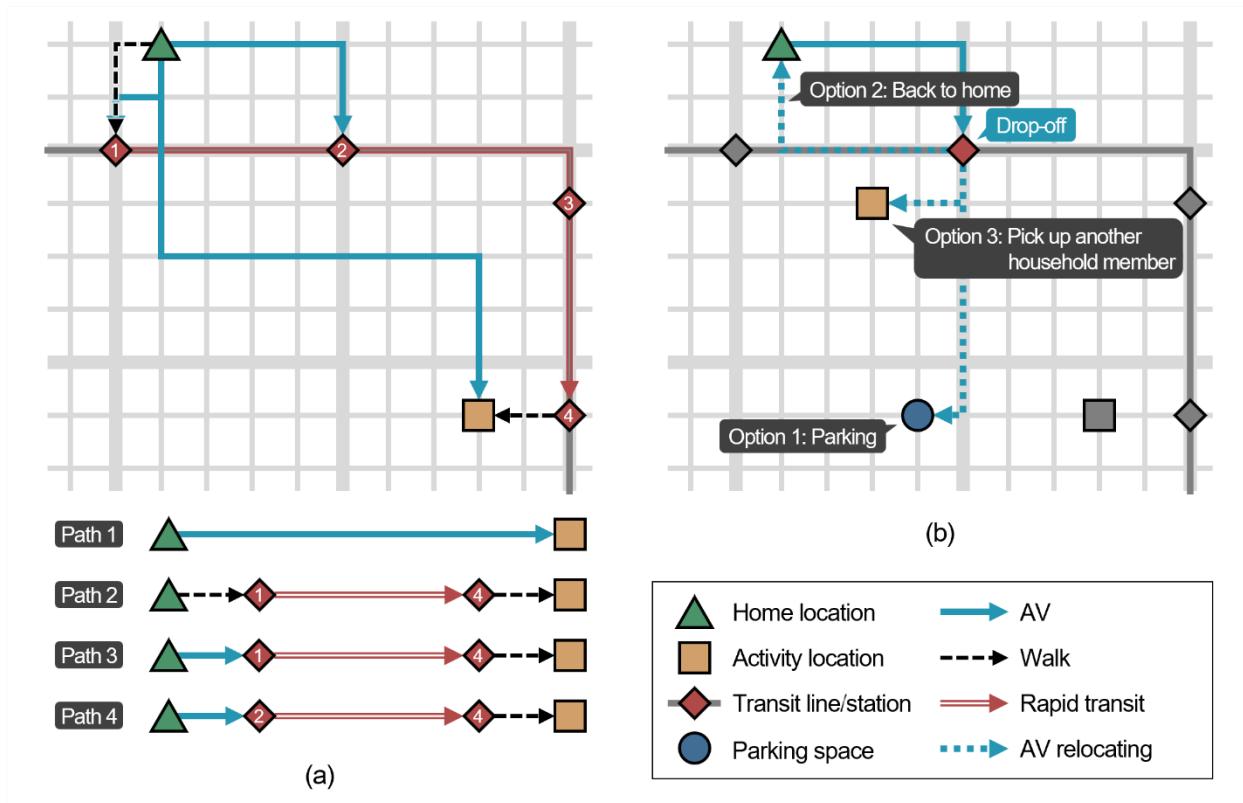 1
2
3
4
Path 1
Path 2
1
4
Path 3
1
4
Path 4
2
4
(a)
Option 2: Back to home
Drop-off
Option 3: Pick up another
household member
Option 1: Parking
(b)
Home location
AV
Activity location
Walk
Transit line/station
Rapid transit
Parking space
AV relocating